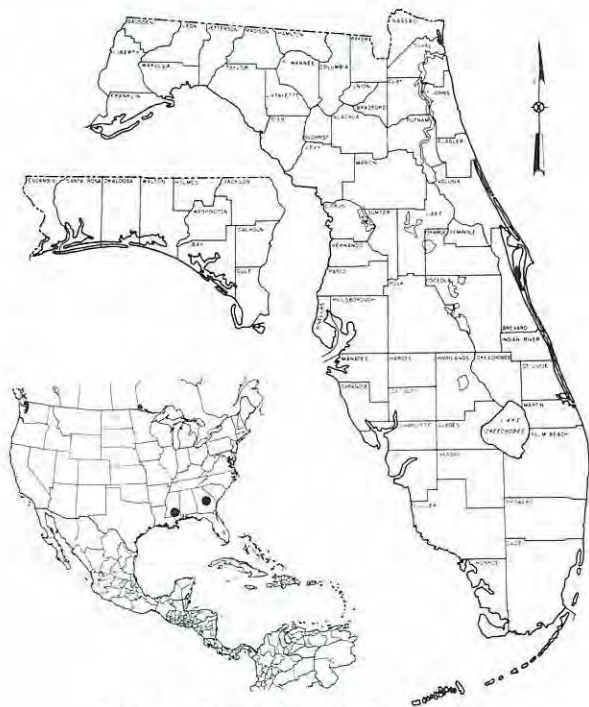 NASSAU
GADSDEN
LEON
JEFFERSON
MADISON
HAMILTON
BAKER
DUVAL
LIBERTY
WAKULLA
TAYLOR
SUWANNEE
COLUMBIA
UNION
CLAY
ST JOHNS
FRANKLIN
LAFAYETTE
BRADFORD
DIXIE
GILCHRIST
ALACHUA
PUTNAM
LEVY
FLAGLER
MARION
VOLUSIA
ESCAMBIA
SANTA ROSA
OKALOOSA
WALTON
HOLMES
JACKSON
WASHINGTON
BAY
CALHOUN
GULF
CITRUS
SUMTER
LAKE
HERNANDO
ORANGE
SEMINOLE
PASCO
POLK
OSCEOLA
HILLSBOROUGH
PINELLAS
BREVARD
INDIAN RIVER
MANATEE
HARDEE
HIGHLANDS
OKEECHOBEE
ST. LUCIE
SARASOTA
DESOTO
MARTIN
CHARLOTTE
GLADES
LAKE
OKEECHOBEE
PALM BEACH
HENDRY
BROWARD
DADE
MONROE